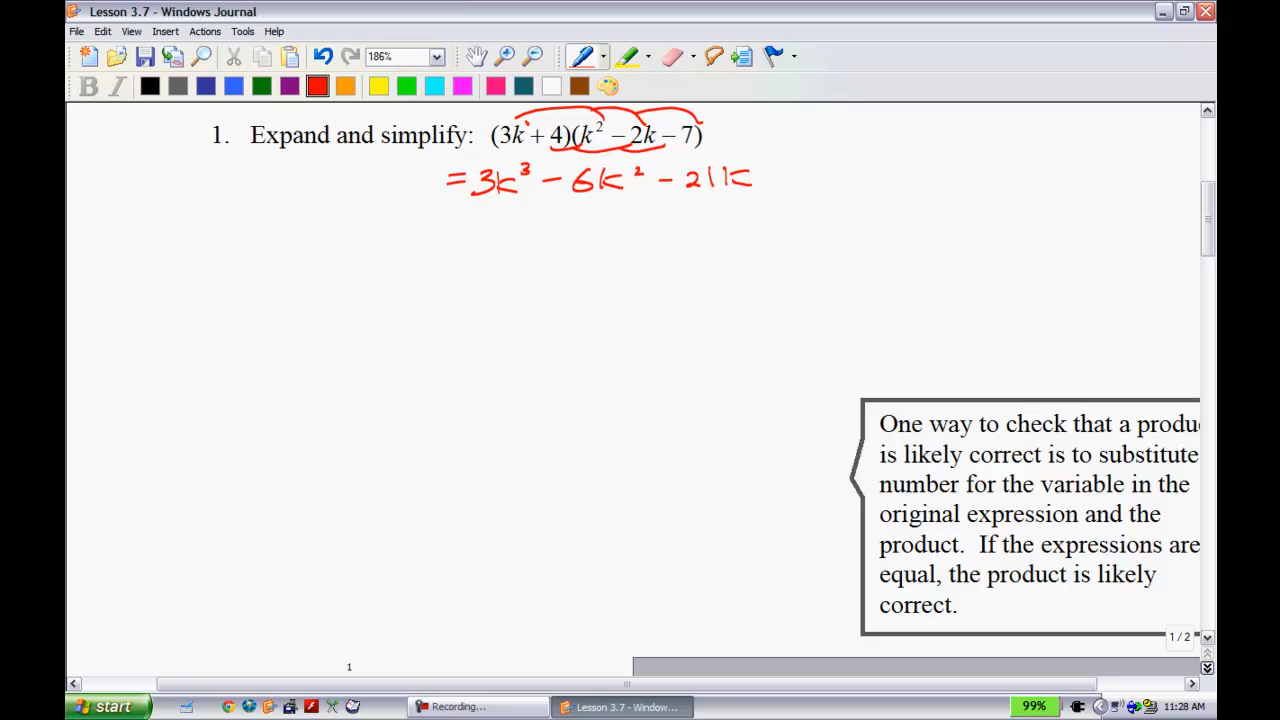 Lesson 3.7 - Windows Journal
File Edit View Insert Actions Tools Help
186%
B I
1. Expand and simplify: (3k + 4)(k² − 2k − 7)
= 3k³ − 6k² − 21k
One way to check that a produ
is likely correct is to substitute
number for the variable in the
original expression and the
product. If the expressions are
equal, the product is likely
correct.
1 / 2
1
start
Recording...
Lesson 3.7 - Window...
99%
11:28 AM